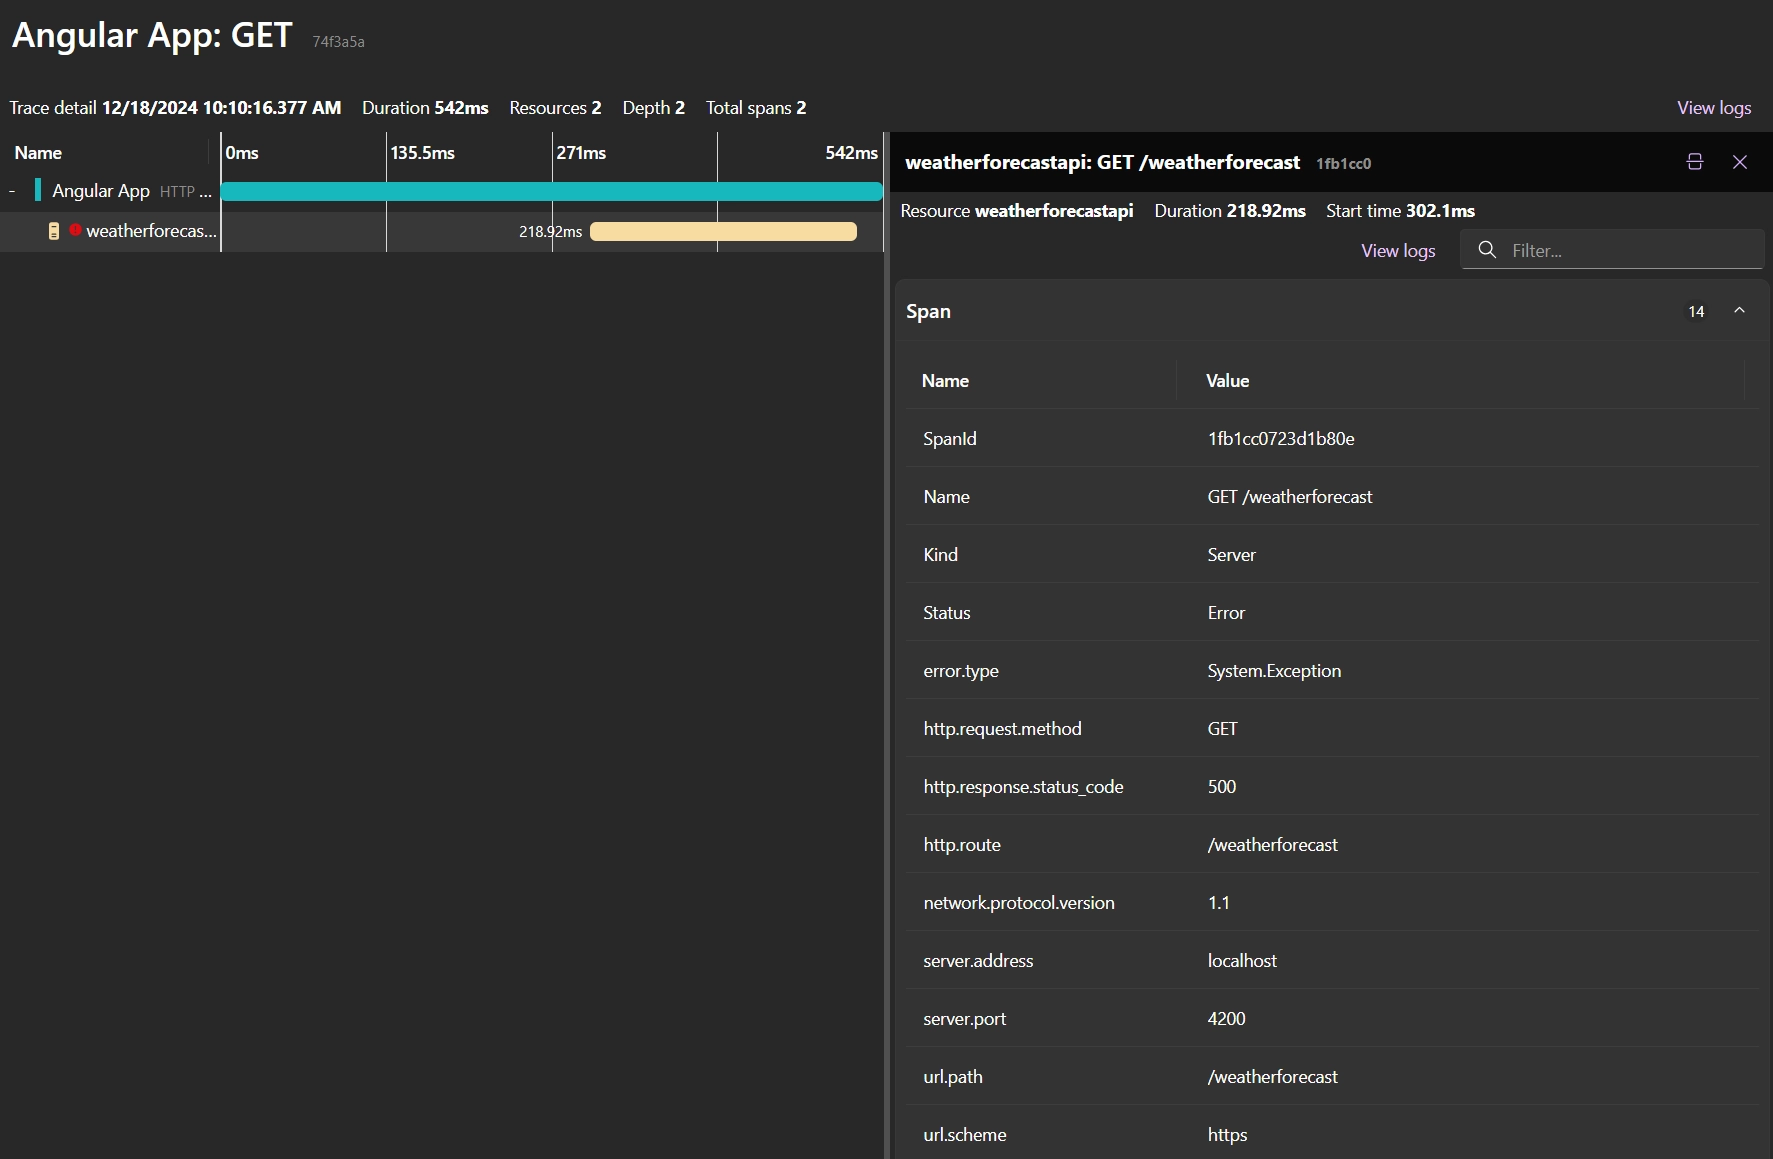 Angular App: GET 74f3a5a
Trace detail 12/18/2024 10:10:16.377 AM Duration 542ms Resources 2 Depth 2 Total spans 2 View logs
Name 0ms 135.5ms 271ms 542ms
- Angular App HTTP ...
weatherforecas... 218.92ms
weatherforecastapi: GET /weatherforecast 1fb1cc0
Resource weatherforecastapi Duration 218.92ms Start time 302.1ms
View logs Filter...
Span 14
Name Value
SpanId 1fb1cc0723d1b80e
Name GET /weatherforecast
Kind Server
Status Error
error.type System.Exception
http.request.method GET
http.response.status_code 500
http.route /weatherforecast
network.protocol.version 1.1
server.address localhost
server.port 4200
url.path /weatherforecast
url.scheme https